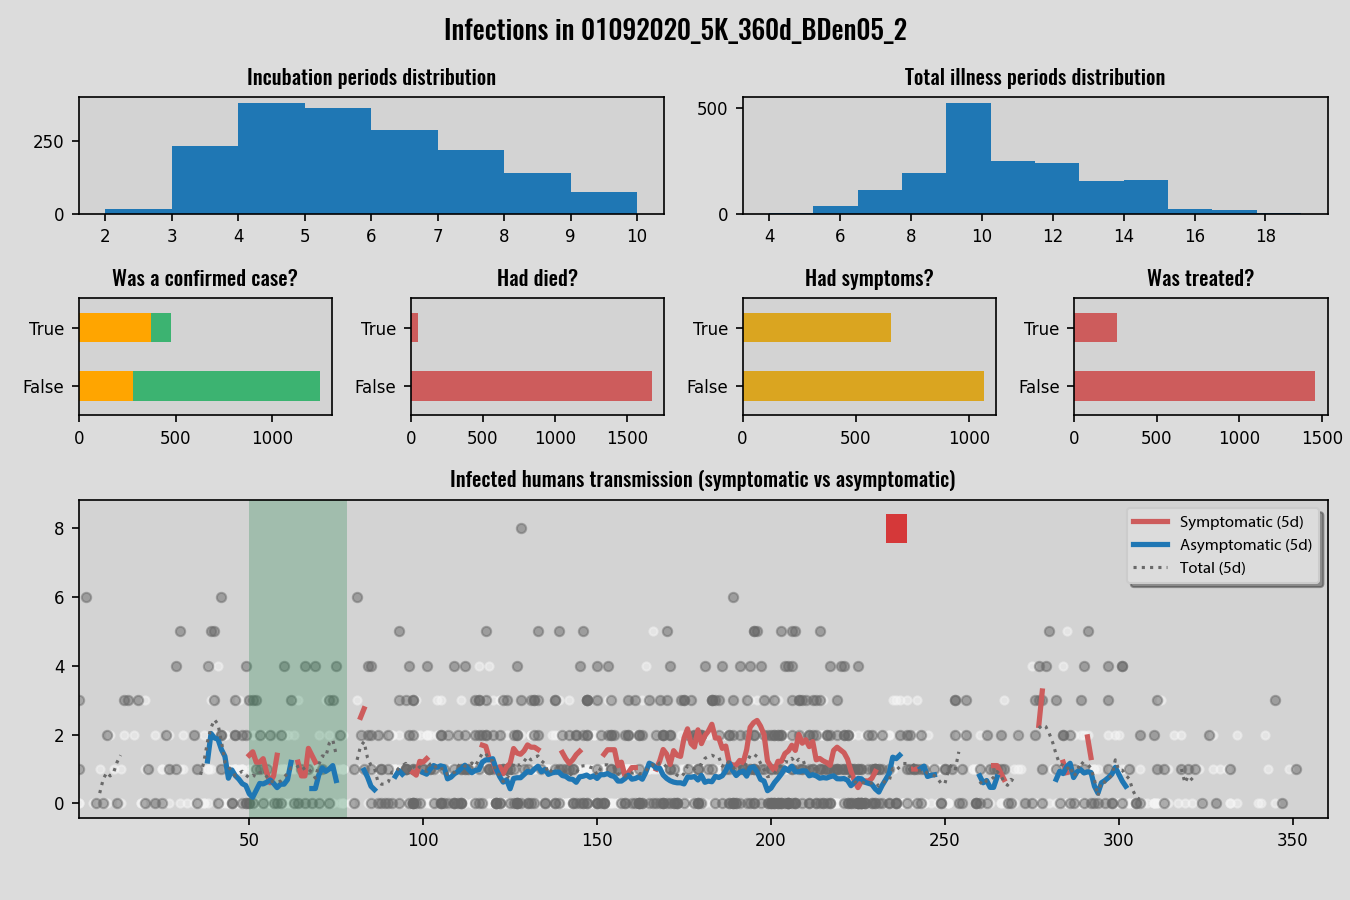 Infections in 01092020_5K_360d_BDen05_2
Incubation periods distribution
Total illness periods distribution
250
0
2 3 4 5 6 7 8 9 10
500
0
4 6 8 10 12 14 16 18
Was a confirmed case?
Had died?
Had symptoms?
Was treated?
True
False
0 500 1000
True
False
0 500 1000 1500
True
False
0 500 1000
True
False
0 500 1000 1500
Infected humans transmission (symptomatic vs asymptomatic)
8
6
4
2
0
Symptomatic (5d)
Asymptomatic (5d)
Total (5d)
50 100 150 200 250 300 350